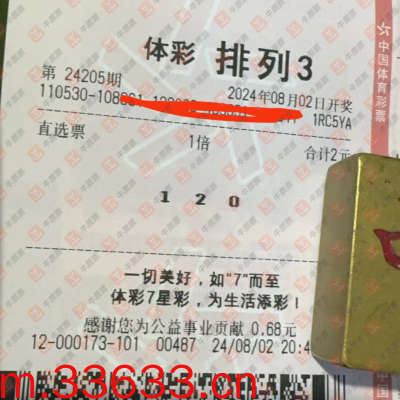 体彩 排列3
第 24205期 2024年08月02日开奖
110530-108 1RC5YA
直选票 1倍 合计2元
1 2 0
一切美好，如“7”而至
体彩7星彩，为生活添彩！
感谢您为公益事业贡献 0.68元
12-000173-101 00487 24/08/02 20:4
m.33633.cn
中国体育彩票